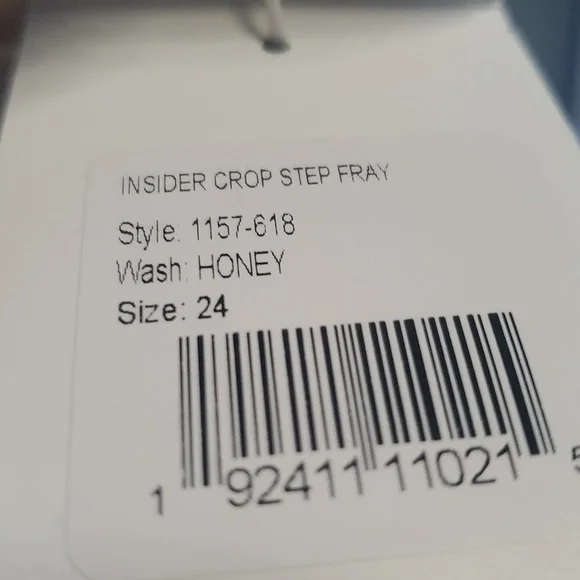 INSIDER CROP STEP FRAY
Style: 1157-618
Wash: HONEY
Size: 24
1 92411 11021 5